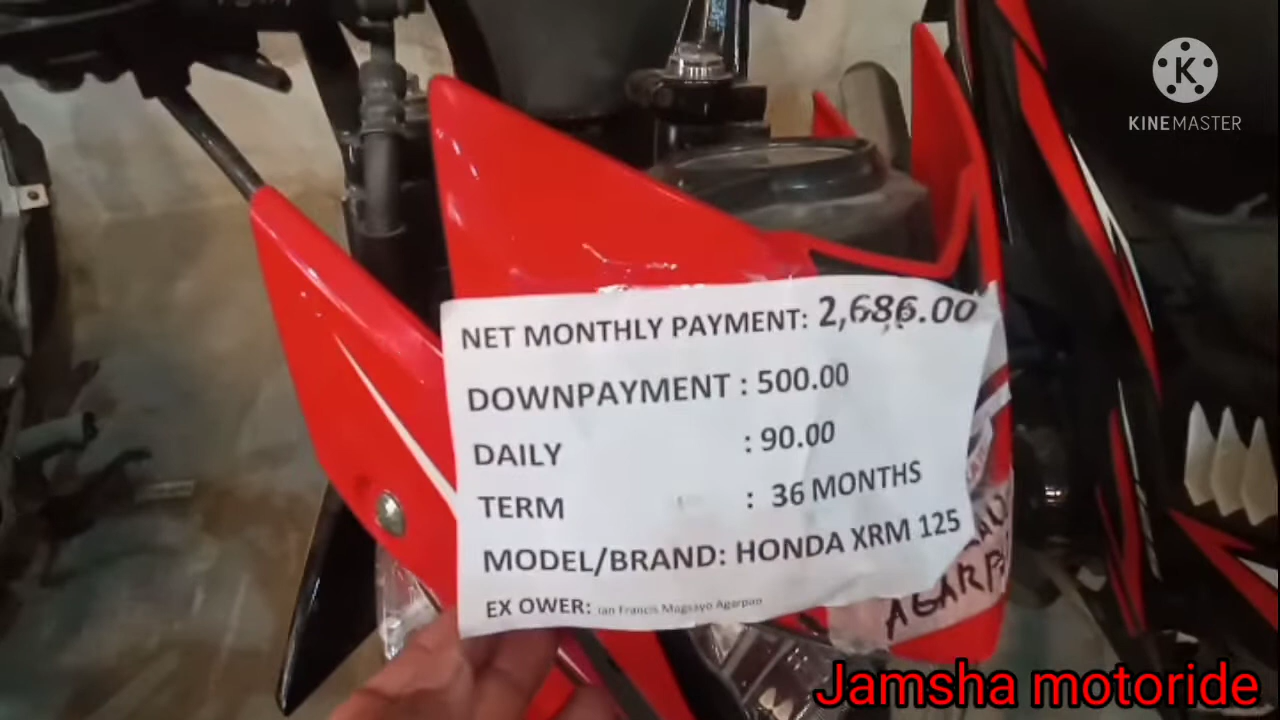 K
KINEMASTER
NET MONTHLY PAYMENT: 2,686.00
DOWNPAYMENT : 500.00
DAILY : 90.00
TERM : 36 MONTHS
MODEL/BRAND: HONDA XRM 125
EX OWER: Ian Francis Magsayo Agarpao
Jamsha motoride